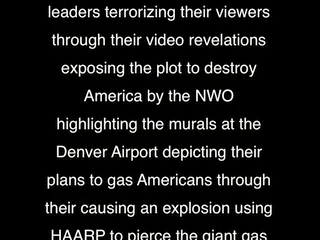 leaders terrorizing their viewers
through their video revelations
exposing the plot to destroy
America by the NWO
highlighting the murals at the
Denver Airport depicting their
plans to gas Americans through
their causing an explosion using
HAARP to pierce the giant gas